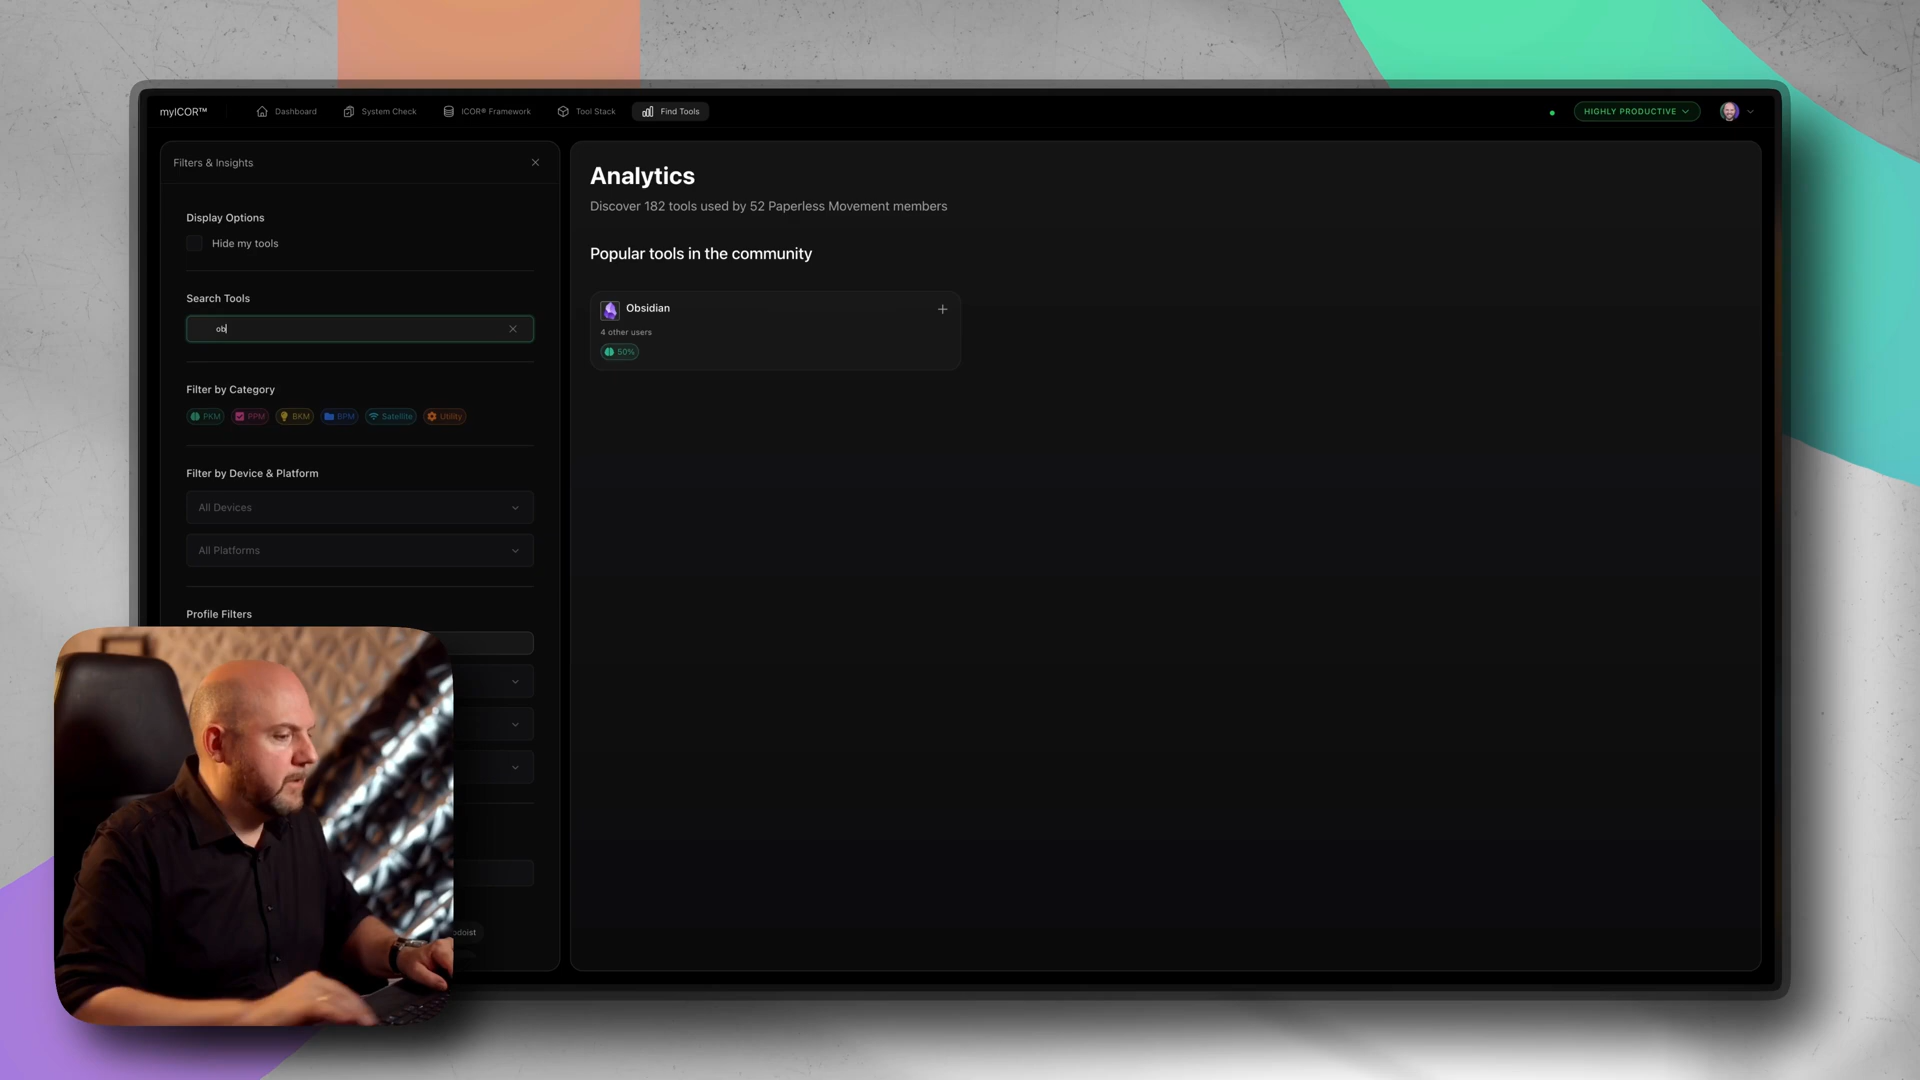 myICOR™
Dashboard
System Check
ICOR® Framework
Tool Stack
Find Tools
HIGHLY PRODUCTIVE
Filters & Insights
Display Options
Hide my tools
Search Tools
ob
Filter by Category
PKM
PPM
BKM
BPM
Satellite
Utility
Filter by Device & Platform
All Devices
All Platforms
Profile Filters
Analytics
Discover 182 tools used by 52 Paperless Movement members
Popular tools in the community
Obsidian
4 other users
50%